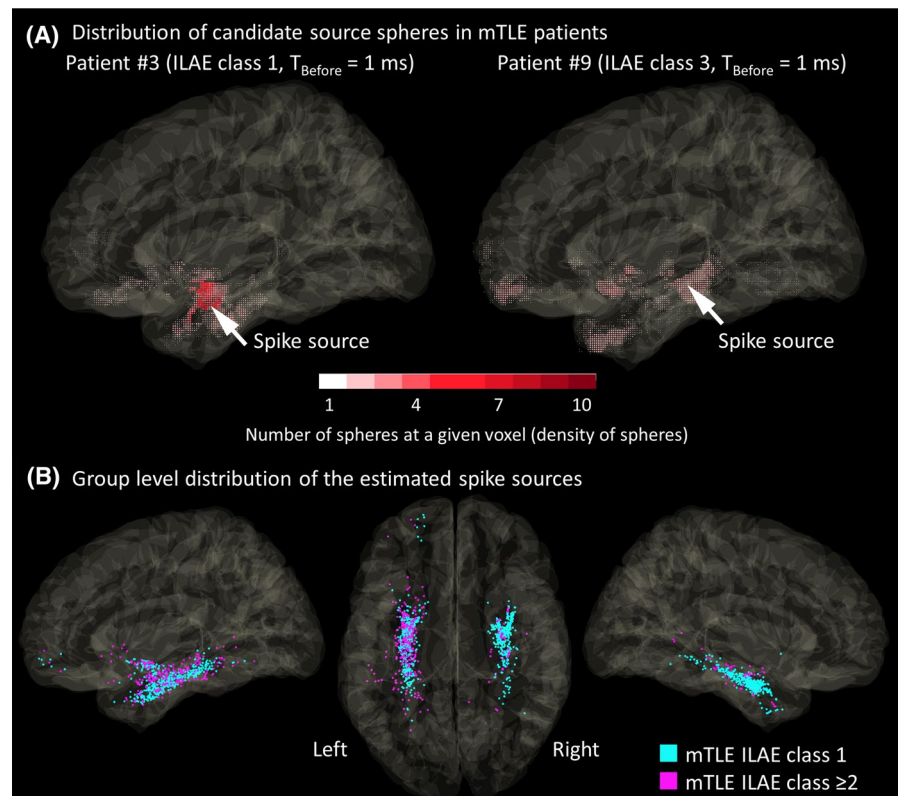 (A) Distribution of candidate source spheres in mTLE patients
Patient #3 (ILAE class 1, T_Before = 1 ms)
Patient #9 (ILAE class 3, T_Before = 1 ms)
Spike source
Spike source
1 4 7 10
Number of spheres at a given voxel (density of spheres)
(B) Group level distribution of the estimated spike sources
Left
Right
mTLE ILAE class 1
mTLE ILAE class ≥2